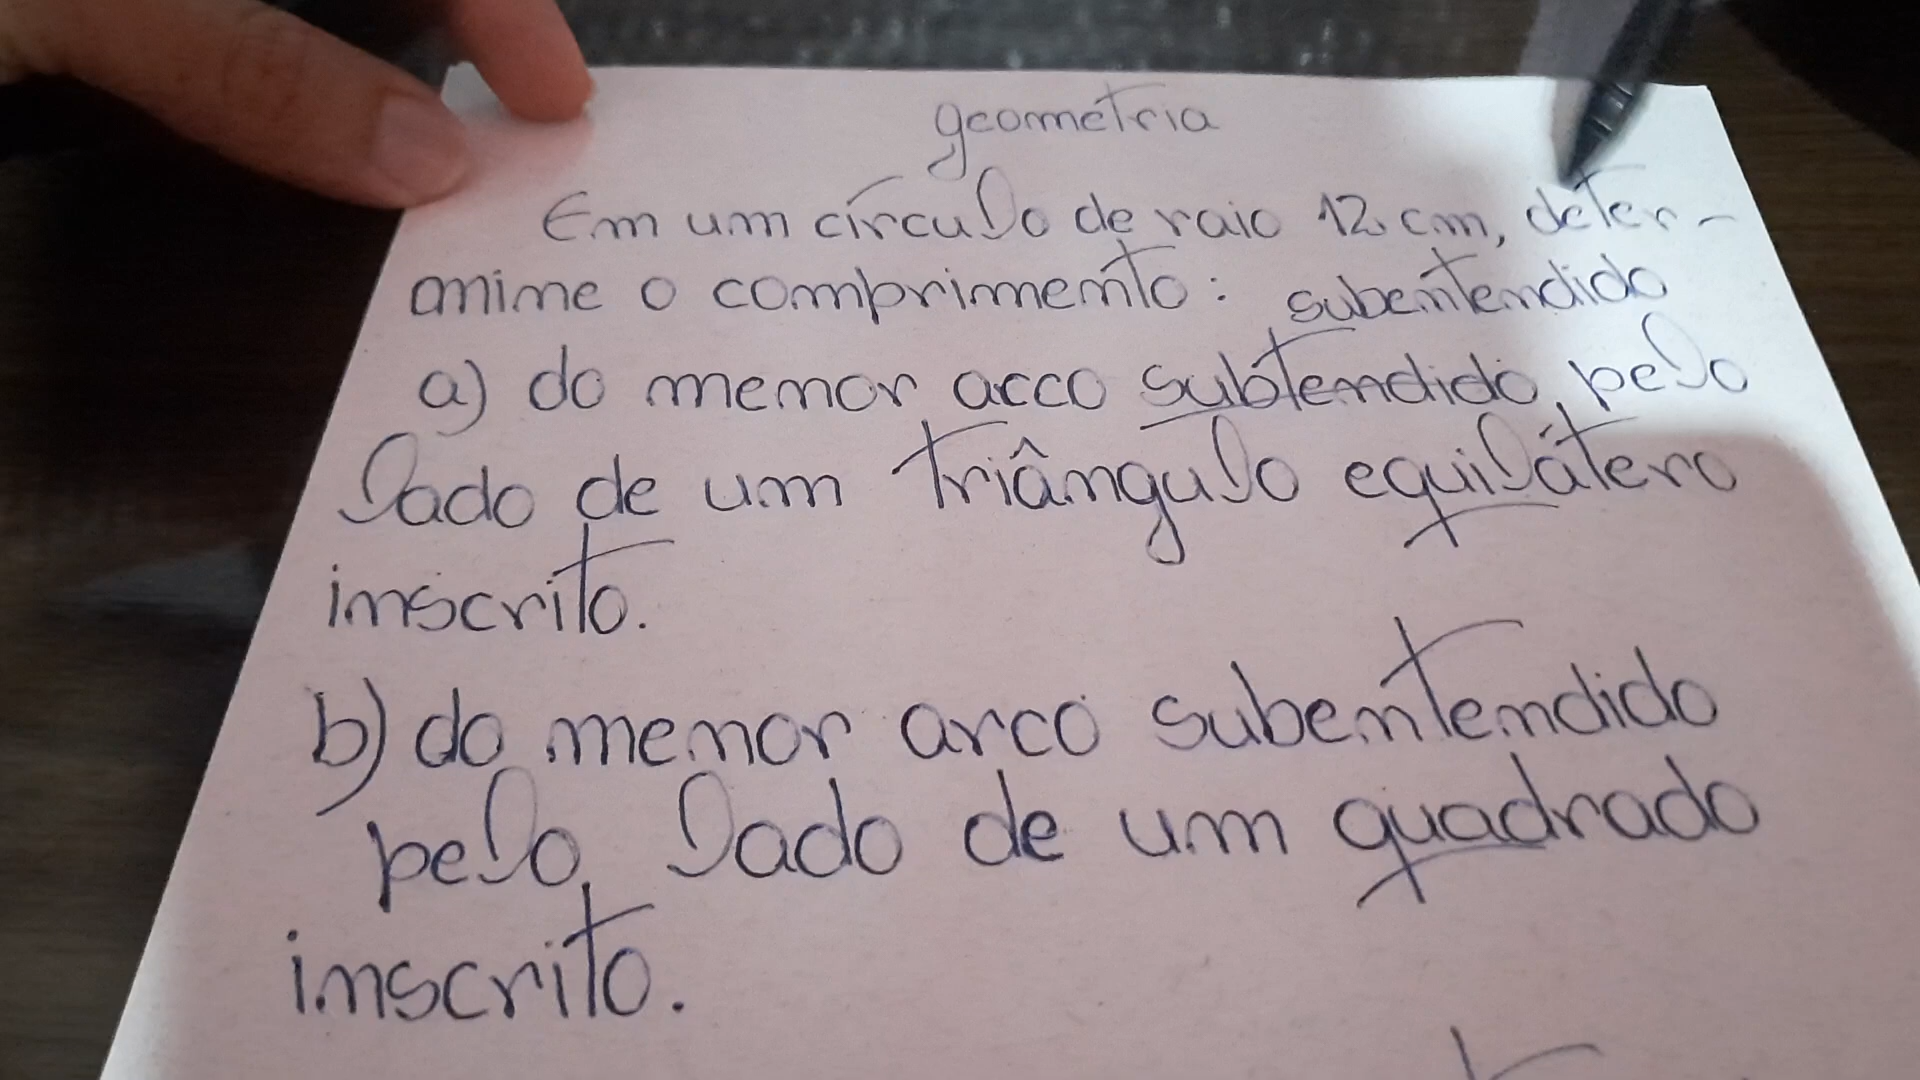 geometria
Em um círculo de raio 12 cm, deter-
mine o comprimento: subentendido
a) do menor arco subtendido pelo
lado de um triângulo equilátero
inscrito.
b) do menor arco subentendido
pelo lado de um quadrado
inscrito.